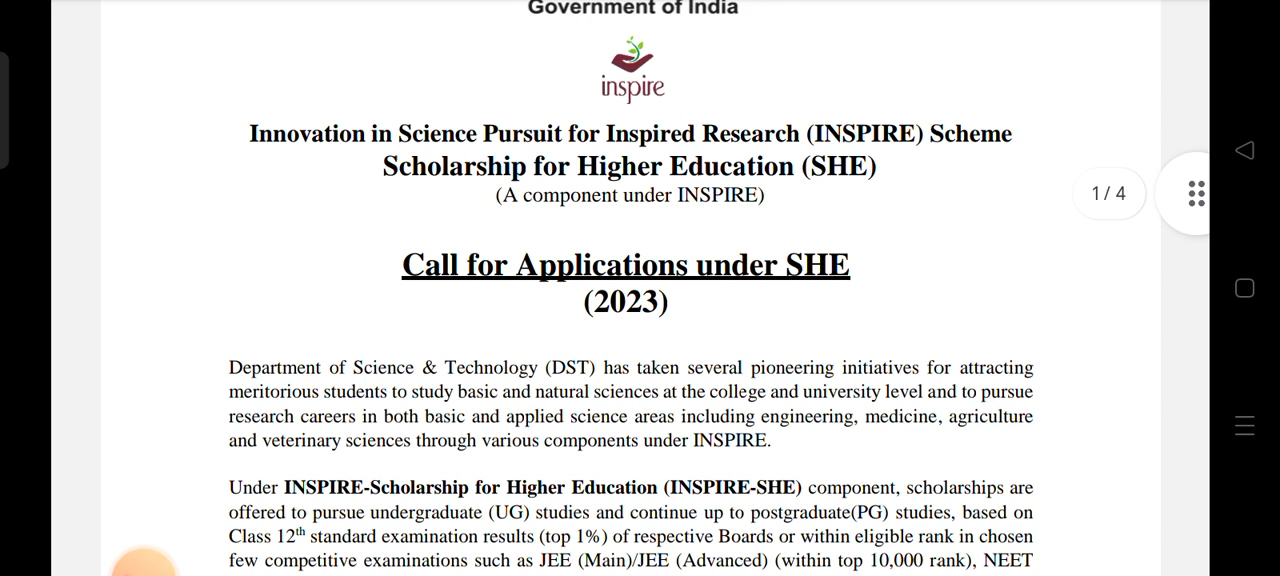 Government of India
inspire
Innovation in Science Pursuit for Inspired Research (INSPIRE) Scheme
Scholarship for Higher Education (SHE)
(A component under INSPIRE)
1 / 4
Call for Applications under SHE
(2023)
Department of Science & Technology (DST) has taken several pioneering initiatives for attracting
meritorious students to study basic and natural sciences at the college and university level and to pursue
research careers in both basic and applied science areas including engineering, medicine, agriculture
and veterinary sciences through various components under INSPIRE.
Under INSPIRE-Scholarship for Higher Education (INSPIRE-SHE) component, scholarships are
offered to pursue undergraduate (UG) studies and continue up to postgraduate(PG) studies, based on
Class 12th standard examination results (top 1%) of respective Boards or within eligible rank in chosen
few competitive examinations such as JEE (Main)/JEE (Advanced) (within top 10,000 rank), NEET